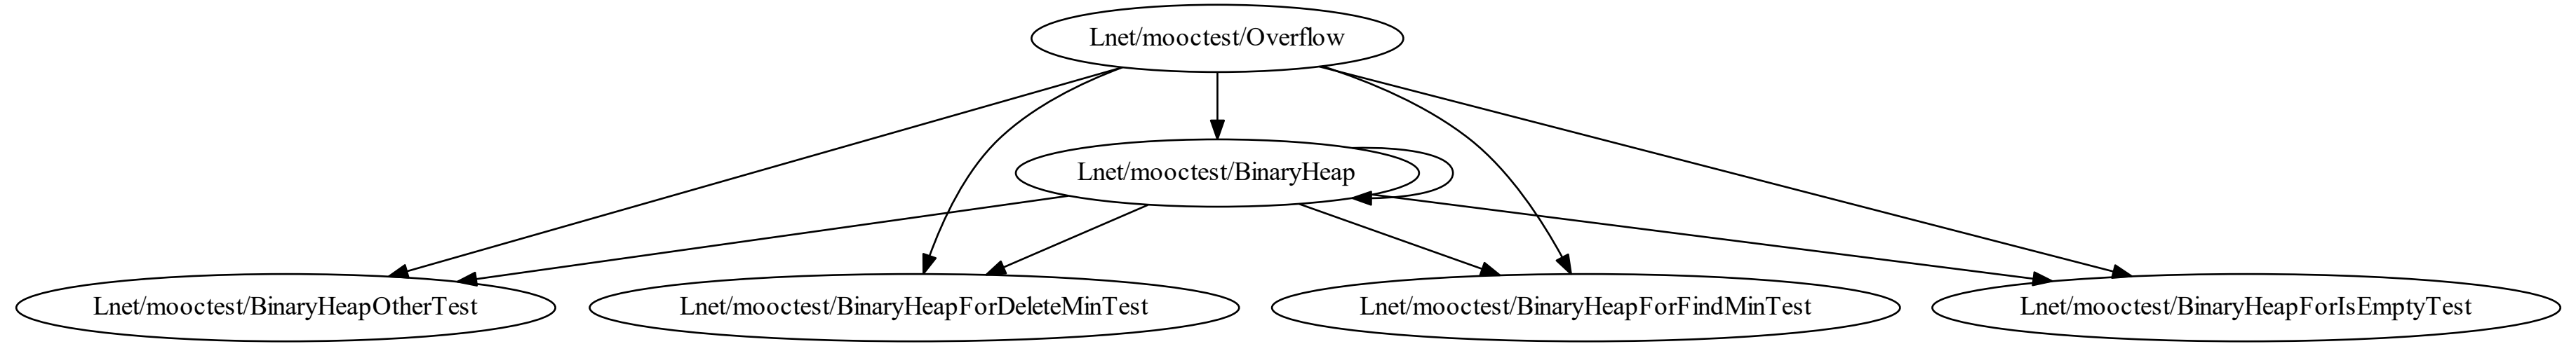 Lnet/mooctest/Overflow
Lnet/mooctest/BinaryHeap
Lnet/mooctest/BinaryHeapOtherTest
Lnet/mooctest/BinaryHeapForDeleteMinTest
Lnet/mooctest/BinaryHeapForFindMinTest
Lnet/mooctest/BinaryHeapForIsEmptyTest